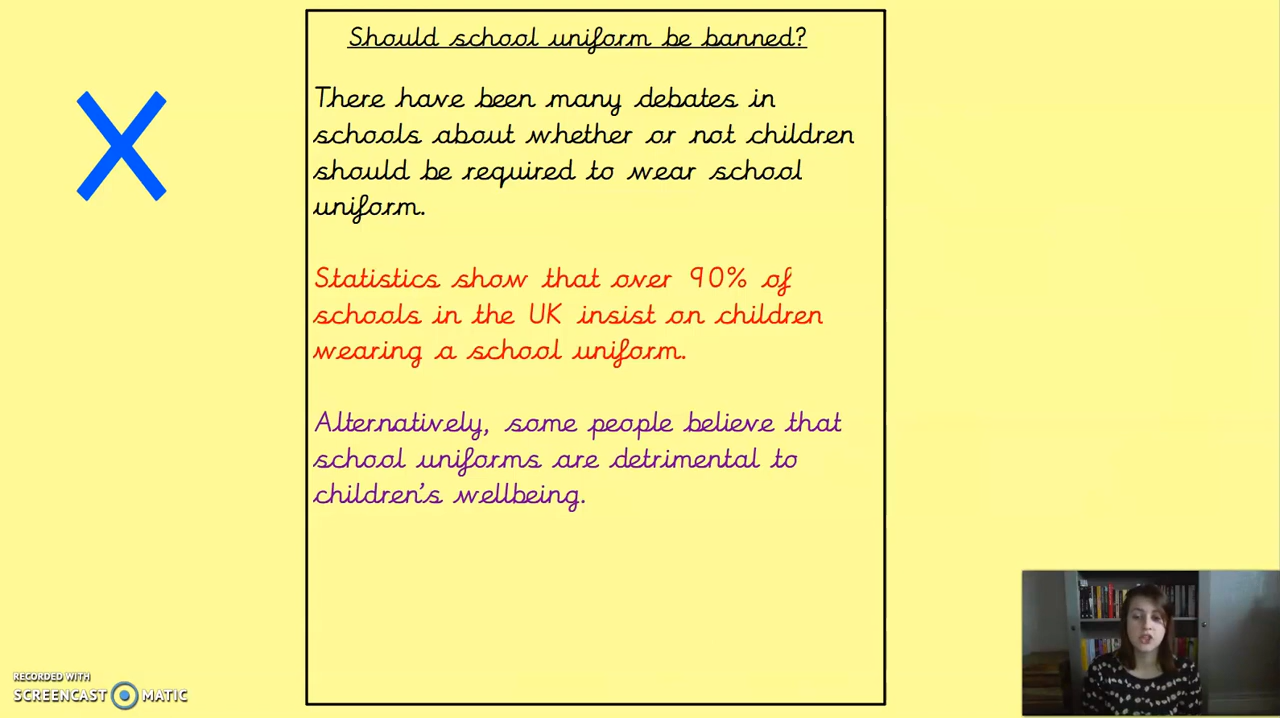 Should school uniform be banned?
There have been many debates in
schools about whether or not children
should be required to wear school
uniform.
Statistics show that over 90% of
schools in the UK insist on children
wearing a school uniform.
Alternatively, some people believe that
school uniforms are detrimental to
children's wellbeing.
RECORDED WITH
SCREENCAST MATIC